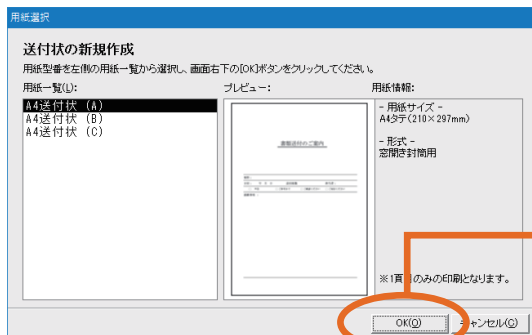 用紙選択
送付状の新規作成
用紙型番を左側の用紙一覧から選択し、画面右下の[OK]ボタンをクリックしてください。
用紙一覧(L):
プレビュー:
用紙情報:
A4送付状 (A)
A4送付状 (B)
A4送付状 (C)
書類送付のご案内
- 用紙サイズ -
A4タテ(210×297mm)
- 形式 -
窓開き封筒用
※1頁目のみの印刷となります。
OK(O)
キャンセル(C)